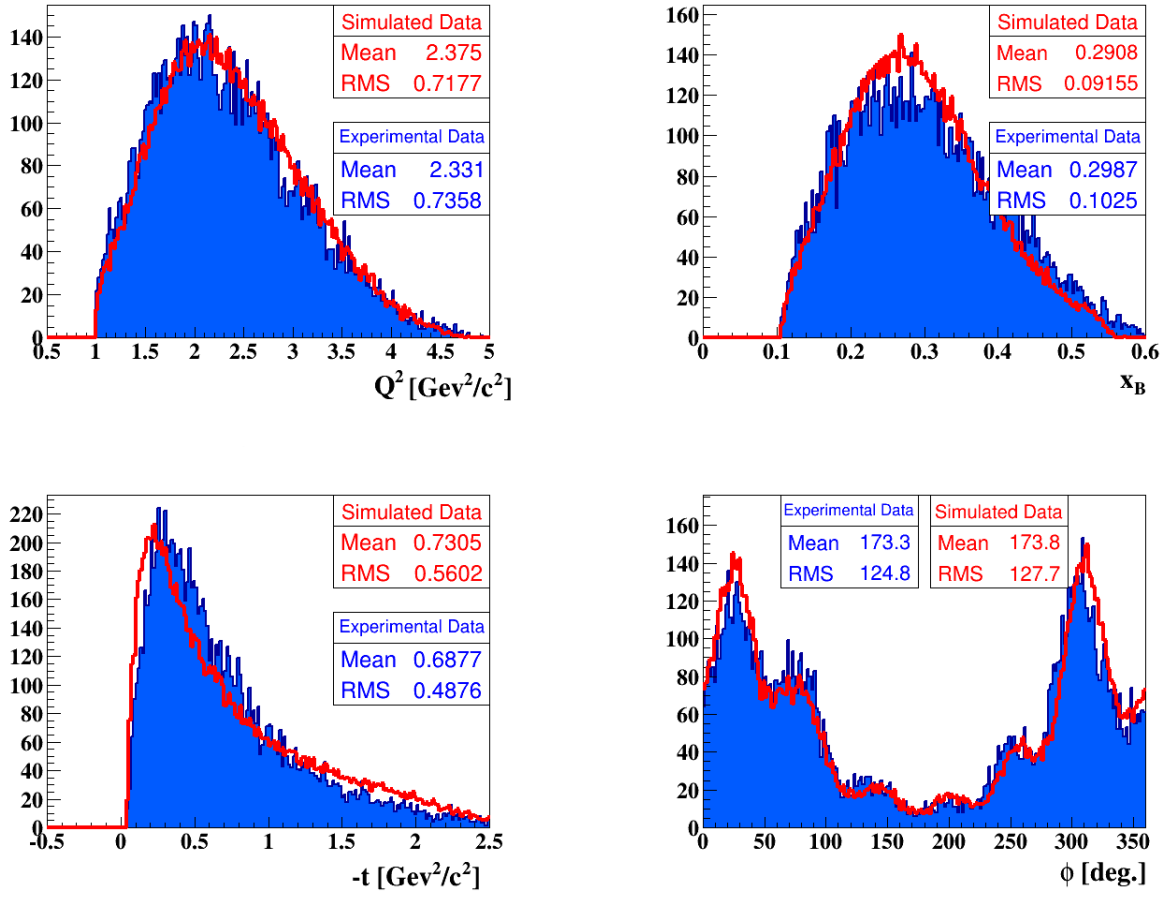 Simulated Data
Mean 2.375
RMS 0.7177
Experimental Data
Mean 2.331
RMS 0.7358
140
120
100
80
60
40
20
0
0.5 1 1.5 2 2.5 3 3.5 4 4.5 5
Q² [Gev²/c²]
Simulated Data
Mean 0.2908
RMS 0.09155
Experimental Data
Mean 0.2987
RMS 0.1025
160
140
120
100
80
60
40
20
0
0 0.1 0.2 0.3 0.4 0.5 0.6
x_B
Simulated Data
Mean 0.7305
RMS 0.5602
Experimental Data
Mean 0.6877
RMS 0.4876
220
200
180
160
140
120
100
80
60
40
20
0
-0.5 0 0.5 1 1.5 2 2.5
-t [Gev²/c²]
Experimental Data
Mean 173.3
RMS 124.8
Simulated Data
Mean 173.8
RMS 127.7
160
140
120
100
80
60
40
20
0
0 50 100 150 200 250 300 350
ϕ [deg.]